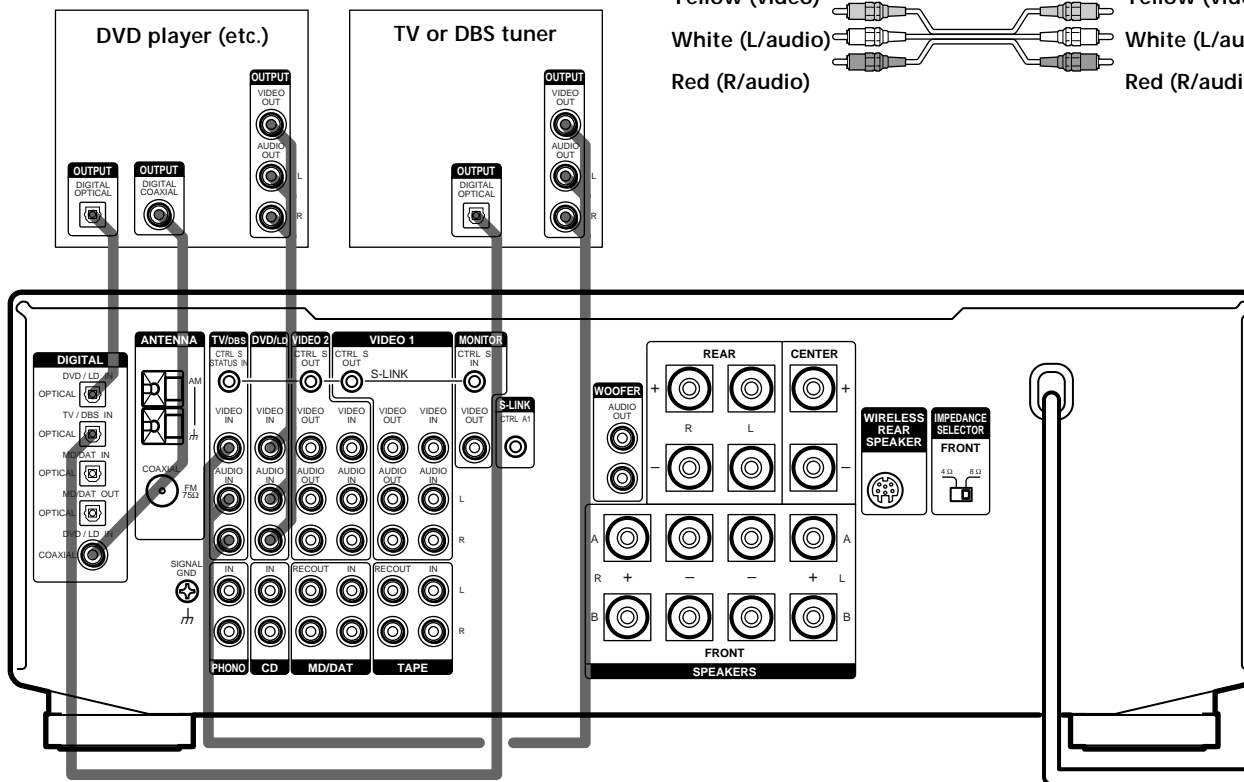 Yellow (video)
White (L/audio)
Red (R/audio)
White (L/au
Red (R/audi
DVD player (etc.)
OUTPUT
VIDEO
OUT
AUDIO
OUT
L
R
OUTPUT
DIGITAL
OPTICAL
OUTPUT
DIGITAL
COAXIAL
TV or DBS tuner
OUTPUT
VIDEO
OUT
AUDIO
OUT
L
R
OUTPUT
DIGITAL
OPTICAL
DIGITAL
DVD / LD IN
OPTICAL
TV / DBS IN
OPTICAL
MD/DAT IN
OPTICAL
MD/DAT OUT
OPTICAL
DVD / LD IN
COAXIAL
ANTENNA
AM
COAXIAL
FM
75Ω
SIGNAL
GND
TV/DBS
DVD/LD
VIDEO 2
VIDEO 1
MONITOR
CTRL S
STATUS IN
CTRL S
OUT
CTRL S
OUT
CTRL S
IN
S-LINK
VIDEO
IN
VIDEO
IN
VIDEO
OUT
VIDEO
IN
VIDEO
OUT
VIDEO
IN
VIDEO
OUT
S-LINK
CTRL A1
AUDIO
IN
AUDIO
IN
AUDIO
OUT
AUDIO
IN
AUDIO
OUT
AUDIO
IN
L
R
IN
IN
RECOUT
IN
RECOUT
IN
L
R
PHONO
CD
MD/DAT
TAPE
WOOFER
AUDIO
OUT
REAR
CENTER
+
+
R
L
–
–
A
A
R + – – + L
B
B
FRONT
SPEAKERS
WIRELESS
REAR
SPEAKER
IMPEDANCE
SELECTOR
FRONT
4 Ω 8 Ω